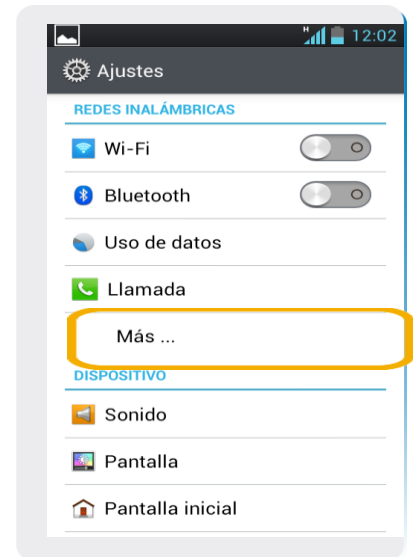 H 12:02
Ajustes
REDES INALÁMBRICAS
Wi-Fi
Bluetooth
Uso de datos
Llamada
Más ...
DISPOSITIVO
Sonido
Pantalla
Pantalla inicial